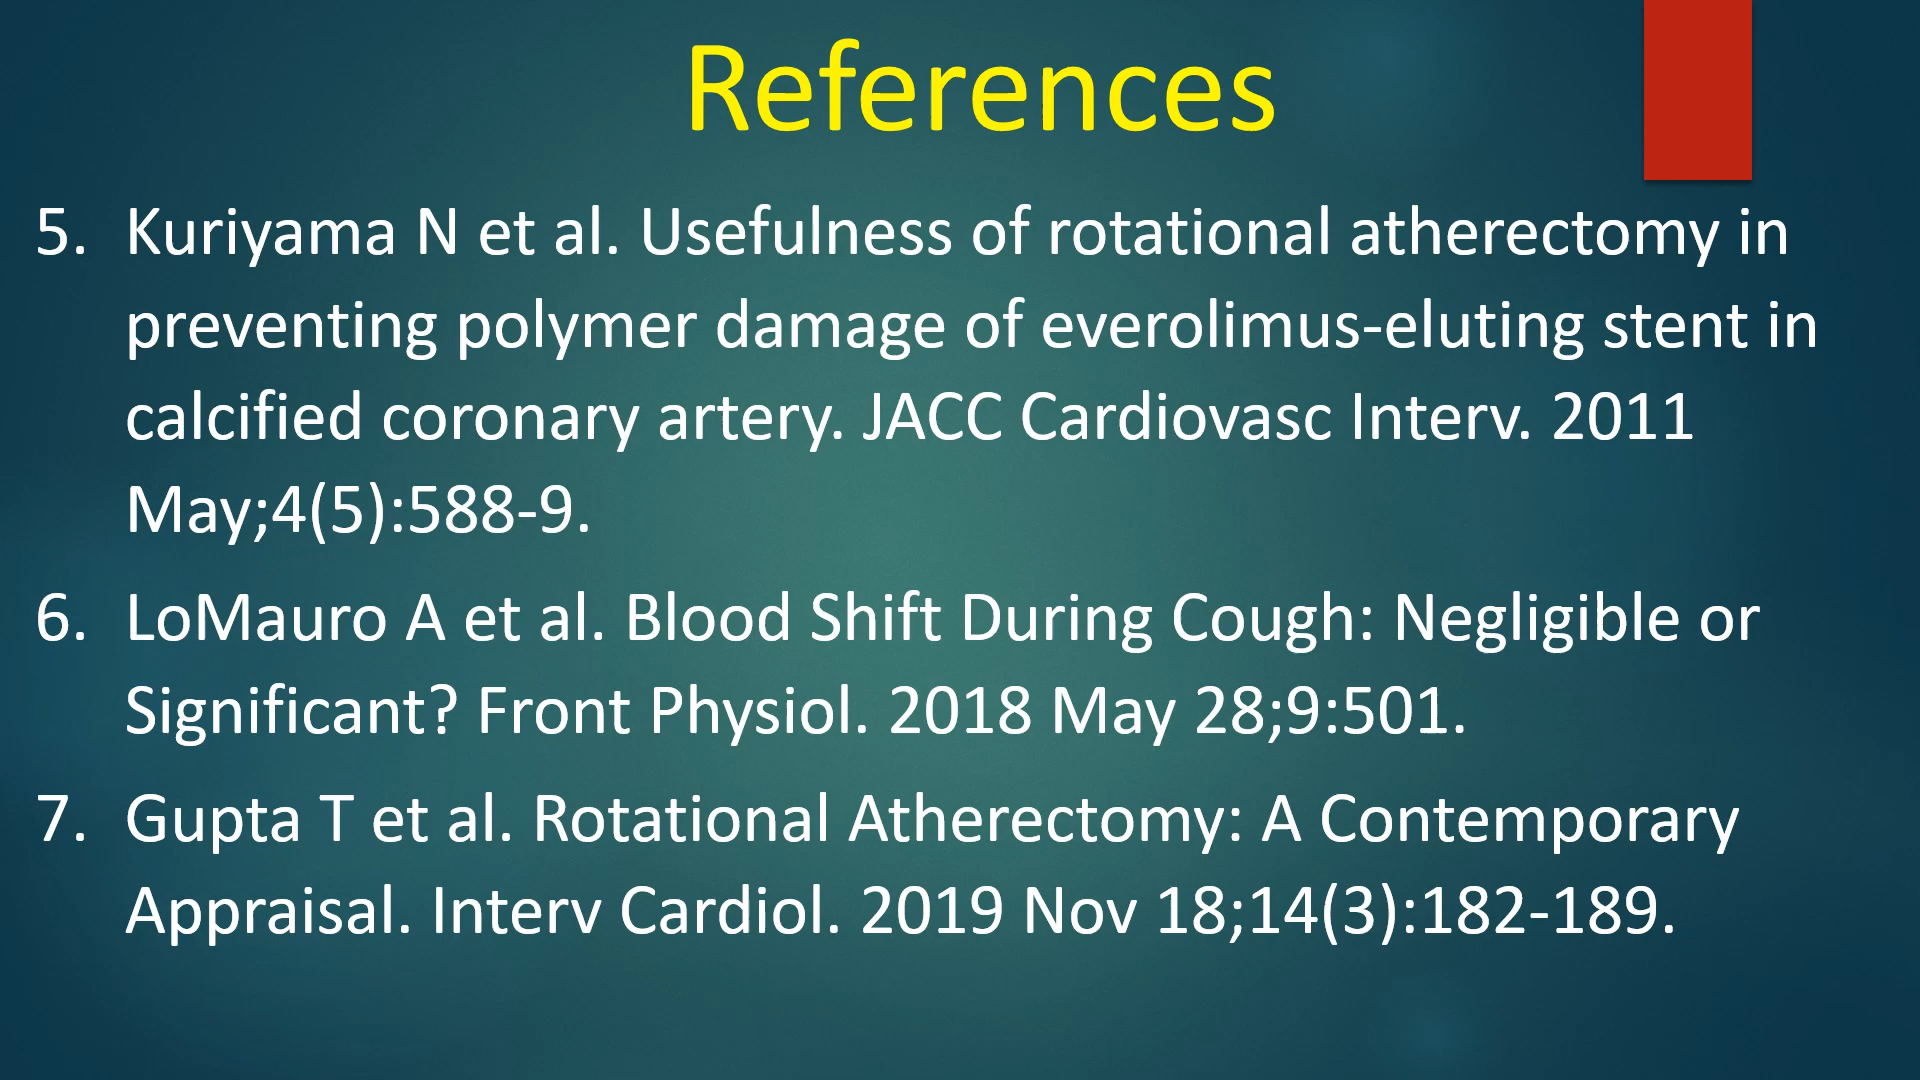 References
5. Kuriyama N et al. Usefulness of rotational atherectomy in
preventing polymer damage of everolimus-eluting stent in
calcified coronary artery. JACC Cardiovasc Interv. 2011
May;4(5):588-9.
6. LoMauro A et al. Blood Shift During Cough: Negligible or
Significant? Front Physiol. 2018 May 28;9:501.
7. Gupta T et al. Rotational Atherectomy: A Contemporary
Appraisal. Interv Cardiol. 2019 Nov 18;14(3):182-189.